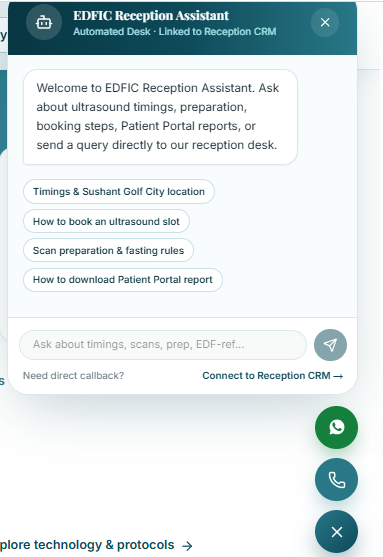 EDFIC Reception Assistant
Automated Desk · Linked to Reception CRM
Welcome to EDFIC Reception Assistant. Ask
about ultrasound timings, preparation,
booking steps, Patient Portal reports, or
send a query directly to our reception desk.
Timings & Sushant Golf City location
How to book an ultrasound slot
Scan preparation & fasting rules
How to download Patient Portal report
Ask about timings, scans, prep, EDF-ref...
Need direct callback?
Connect to Reception CRM →
plore technology & protocols →